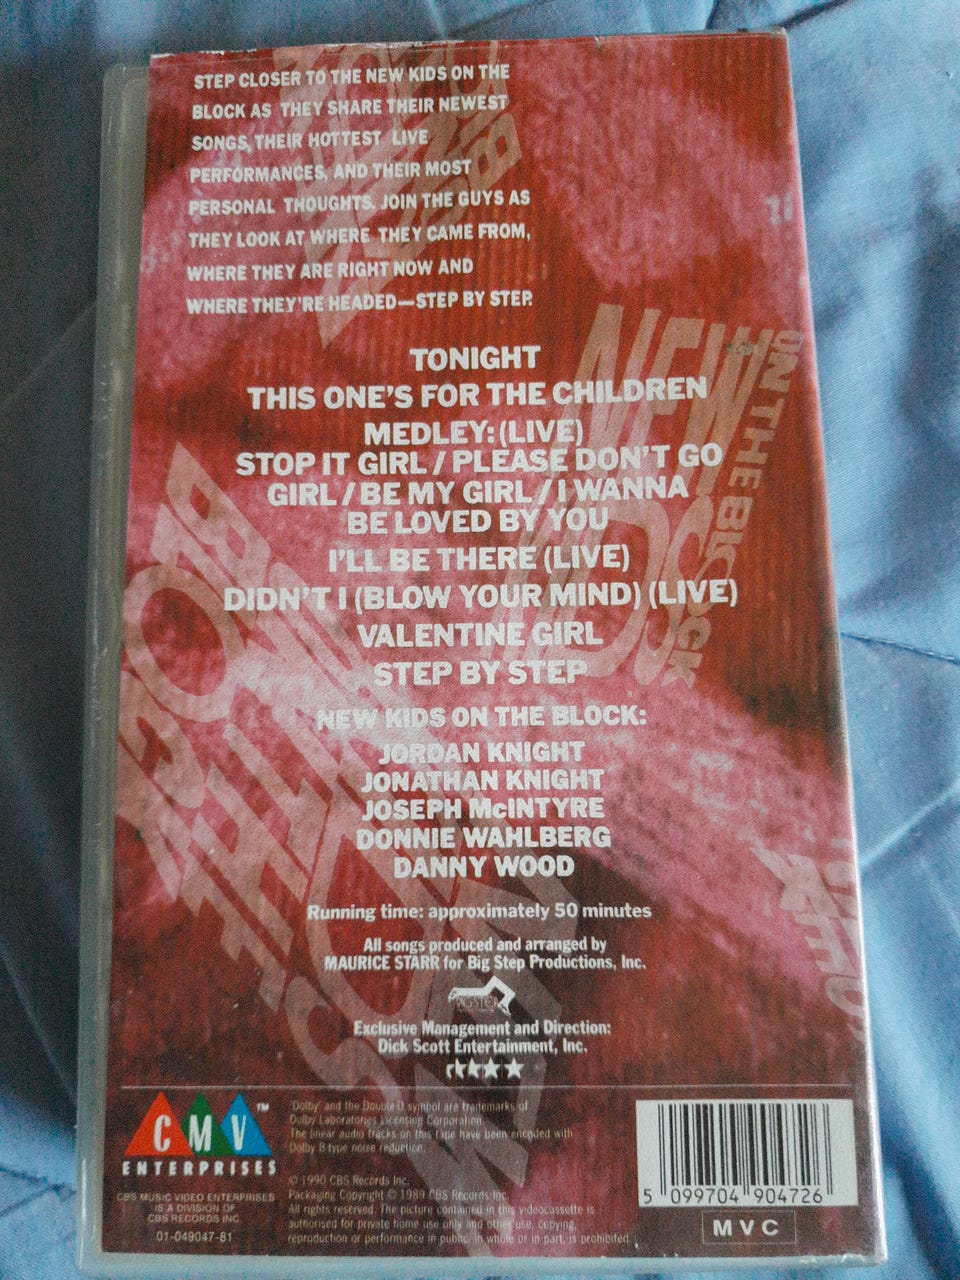 STEP CLOSER TO THE NEW KIDS ON THE
BLOCK AS THEY SHARE THEIR NEWEST
SONGS, THEIR HOTTEST LIVE
PERFORMANCES, AND THEIR MOST
PERSONAL THOUGHTS. JOIN THE GUYS AS
THEY LOOK AT WHERE THEY CAME FROM,
WHERE THEY ARE RIGHT NOW AND
WHERE THEY'RE HEADED—STEP BY STEP.
TONIGHT
THIS ONE'S FOR THE CHILDREN
MEDLEY: (LIVE)
STOP IT GIRL / PLEASE DON'T GO
GIRL / BE MY GIRL / I WANNA
BE LOVED BY YOU
I'LL BE THERE (LIVE)
DIDN'T I (BLOW YOUR MIND) (LIVE)
VALENTINE GIRL
STEP BY STEP
NEW KIDS ON THE BLOCK:
JORDAN KNIGHT
JONATHAN KNIGHT
JOSEPH McINTYRE
DONNIE WAHLBERG
DANNY WOOD
Running time: approximately 50 minutes
All songs produced and arranged by
MAURICE STARR for Big Step Productions, Inc.
BIGSTEP
Exclusive Management and Direction:
Dick Scott Entertainment, Inc.
NEW
KIDS
ON THE BLOCK
CMV™
ENTERPRISES
CBS MUSIC VIDEO ENTERPRISES
IS A DIVISION OF
CBS RECORDS INC.
01-049047-81
'Dolby' and the Double-D symbol are trademarks of
Dolby Laboratories Licensing Corporation.
The linear audio tracks on this tape have been encoded with
Dolby B-type noise reduction.
© 1990 CBS Records Inc.
Packaging Copyright © 1989 CBS Records Inc.
All rights reserved. The picture contained in this videocassette is
authorised for private home use only and other use, copying,
reproduction or performance in public, in whole or in part, is prohibited.
5 099704 904726
MVC